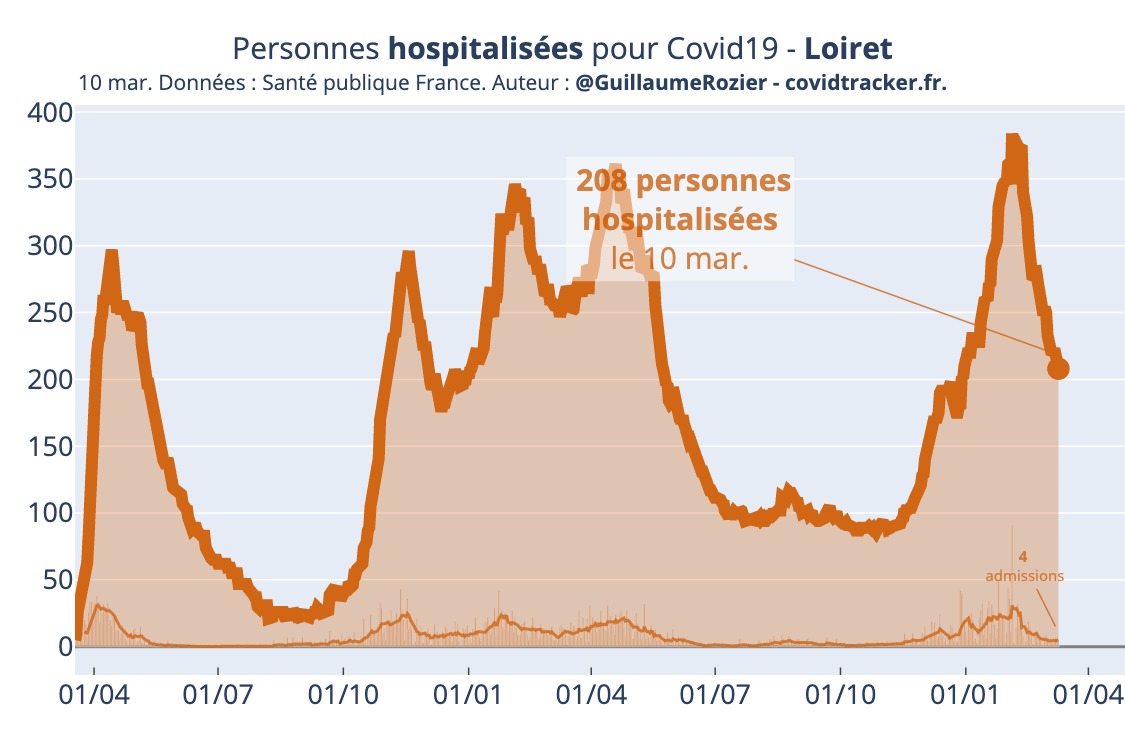 Personnes hospitalisées pour Covid19 - Loiret
10 mar. Données : Santé publique France. Auteur : @GuillaumeRozier - covidtracker.fr.
400
350
300
250
200
150
100
50
0
208 personnes
hospitalisées
le 10 mar.
4
admissions
01/04 01/07 01/10 01/01 01/04 01/07 01/10 01/01 01/04